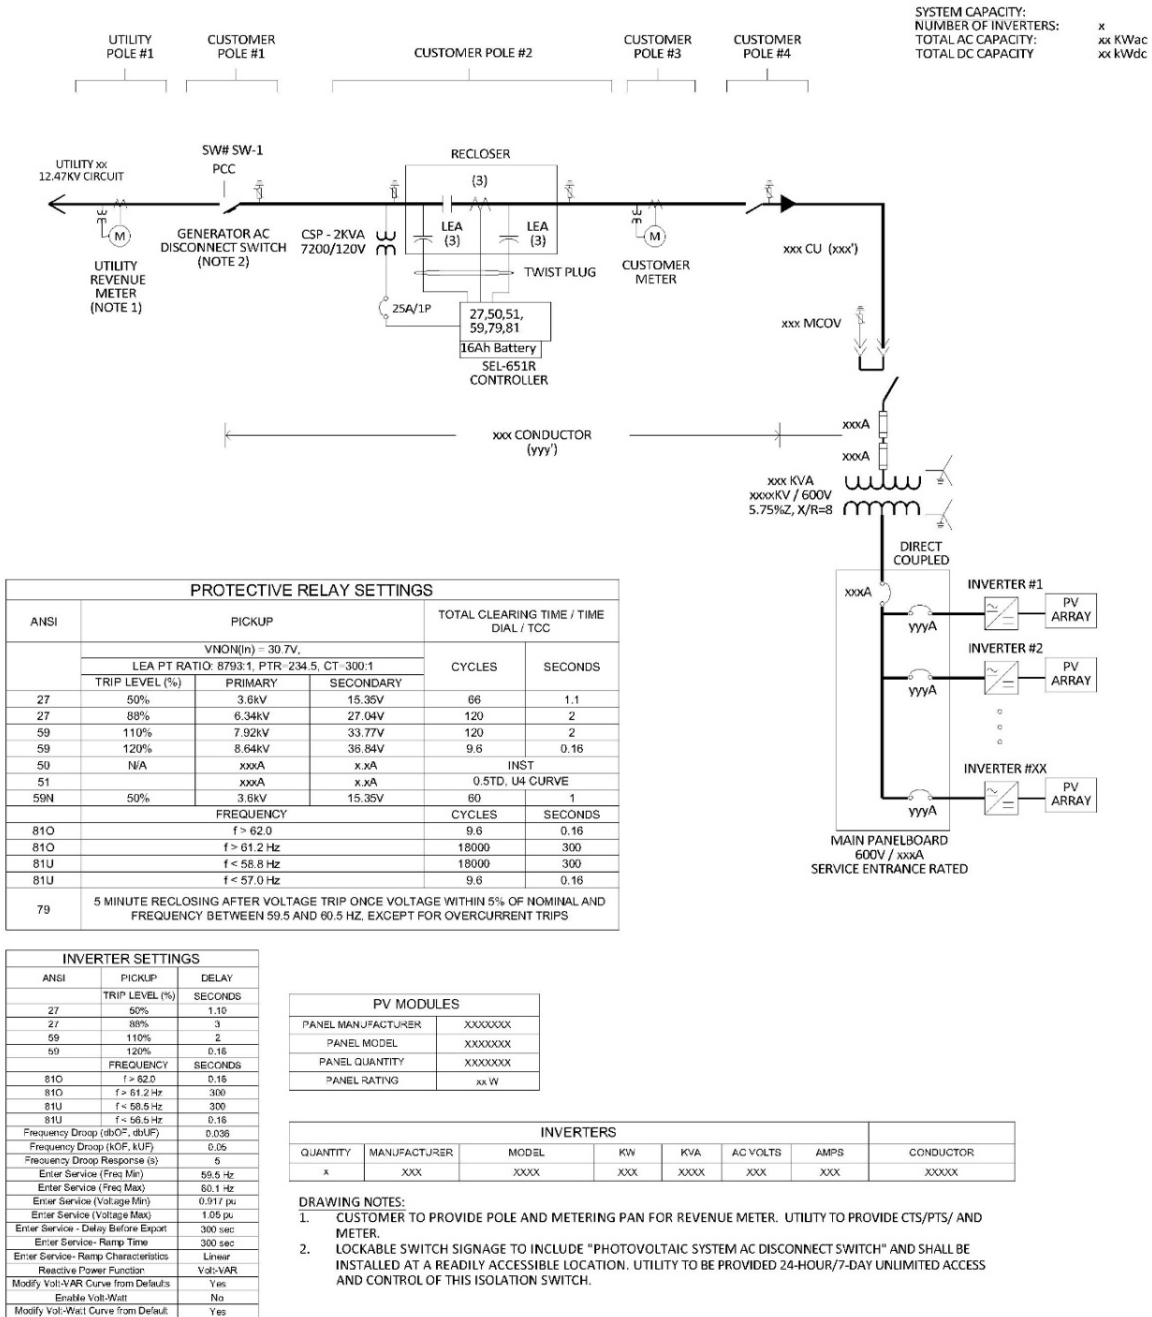 SYSTEM CAPACITY:
NUMBER OF INVERTERS: x
TOTAL AC CAPACITY: xx KWac
TOTAL DC CAPACITY xx kWdc
UTILITY
POLE #1
CUSTOMER
POLE #1
CUSTOMER POLE #2
CUSTOMER
POLE #3
CUSTOMER
POLE #4
UTILITY xx
12.47KV CIRCUIT
SW# SW-1
PCC
RECLOSER
(3)
M
UTILITY
REVENUE
METER
(NOTE 1)
GENERATOR AC
DISCONNECT SWITCH
(NOTE 2)
CSP - 2KVA
7200/120V
LEA
(3)
LEA
(3)
TWIST PLUG
25A/1P
27,50,51,
59,79,81
16Ah Battery
SEL-651R
CONTROLLER
M
CUSTOMER
METER
xxx CU (xxx')
xxx MCOV
xxx CONDUCTOR
(yyy')
xxxA
xxxA
xxx KVA
xxxxKV / 600V
5.75%Z, X/R=8
DIRECT
COUPLED
xxxA
INVERTER #1
yyyA
PV
ARRAY
INVERTER #2
yyyA
PV
ARRAY
INVERTER #XX
yyyA
PV
ARRAY
MAIN PANELBOARD
600V / xxxA
SERVICE ENTRANCE RATED
PROTECTIVE RELAY SETTINGS
ANSI PICKUP TOTAL CLEARING TIME / TIME
DIAL / TCC
VNON(ln) = 30.7V,
LEA PT RATIO: 8793:1, PTR=234.5, CT=300:1 CYCLES SECONDS
TRIP LEVEL (%) PRIMARY SECONDARY
27 50% 3.6kV 15.35V 66 1.1
27 88% 6.34kV 27.04V 120 2
59 110% 7.92kV 33.77V 120 2
59 120% 8.64kV 36.84V 9.6 0.16
50 N/A xxxA x.xA INST
51 xxxA x.xA 0.5TD, U4 CURVE
59N 50% 3.6kV 15.35V 60 1
FREQUENCY CYCLES SECONDS
81O f > 62.0 9.6 0.16
81O f > 61.2 Hz 18000 300
81U f < 58.8 Hz 18000 300
81U f < 57.0 Hz 9.6 0.16
79 5 MINUTE RECLOSING AFTER VOLTAGE TRIP ONCE VOLTAGE WITHIN 5% OF NOMINAL AND
FREQUENCY BETWEEN 59.5 AND 60.5 HZ, EXCEPT FOR OVERCURRENT TRIPS
INVERTER SETTINGS
ANSI PICKUP DELAY
TRIP LEVEL (%) SECONDS
27 50% 1.10
27 88% 3
59 110% 2
59 120% 0.16
FREQUENCY SECONDS
81O f > 62.0 0.16
81O f > 61.2 Hz 300
81U f < 58.5 Hz 300
81U f < 56.5 Hz 0.16
Frequency Droop (dbOF, dbUF) 0.036
Frequency Droop (kOF, kUF) 0.05
Frequency Droop Response (s) 5
Enter Service (Freq Min) 59.5 Hz
Enter Service (Freq Max) 60.1 Hz
Enter Service (Voltage Min) 0.917 pu
Enter Service (Voltage Max) 1.05 pu
Enter Service - Delay Before Export 300 sec
Enter Service- Ramp Time 300 sec
Enter Service- Ramp Characteristics Linear
Reactive Power Function Volt-VAR
Modify Volt-VAR Curve from Defaults Yes
Enable Volt-Watt No
Modify Volt-Watt Curve from Default Yes
PV MODULES
PANEL MANUFACTURER XXXXXXX
PANEL MODEL XXXXXXX
PANEL QUANTITY XXXXXXX
PANEL RATING xx W
INVERTERS
QUANTITY MANUFACTURER MODEL KW KVA AC VOLTS AMPS CONDUCTOR
x XXX XXXX XXX XXXX XXX XXX XXXXX
DRAWING NOTES:
1. CUSTOMER TO PROVIDE POLE AND METERING PAN FOR REVENUE METER. UTILITY TO PROVIDE CTS/PTS/ AND
METER.
2. LOCKABLE SWITCH SIGNAGE TO INCLUDE "PHOTOVOLTAIC SYSTEM AC DISCONNECT SWITCH" AND SHALL BE
INSTALLED AT A READILY ACCESSIBLE LOCATION. UTILITY TO BE PROVIDED 24-HOUR/7-DAY UNLIMITED ACCESS
AND CONTROL OF THIS ISOLATION SWITCH.